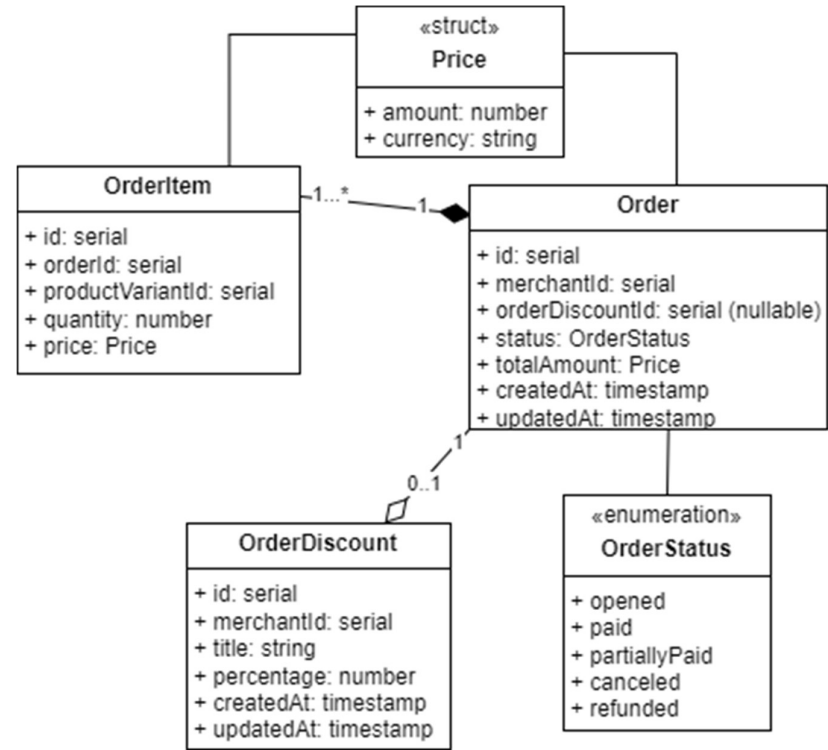 «struct»
Price
+ amount: number
+ currency: string
OrderItem
+ id: serial
+ orderId: serial
+ productVariantId: serial
+ quantity: number
+ price: Price
1...*
1
Order
+ id: serial
+ merchantId: serial
+ orderDiscountId: serial (nullable)
+ status: OrderStatus
+ totalAmount: Price
+ createdAt: timestamp
+ updatedAt: timestamp
1
0..1
OrderDiscount
+ id: serial
+ merchantId: serial
+ title: string
+ percentage: number
+ createdAt: timestamp
+ updatedAt: timestamp
«enumeration»
OrderStatus
+ opened
+ paid
+ partiallyPaid
+ canceled
+ refunded